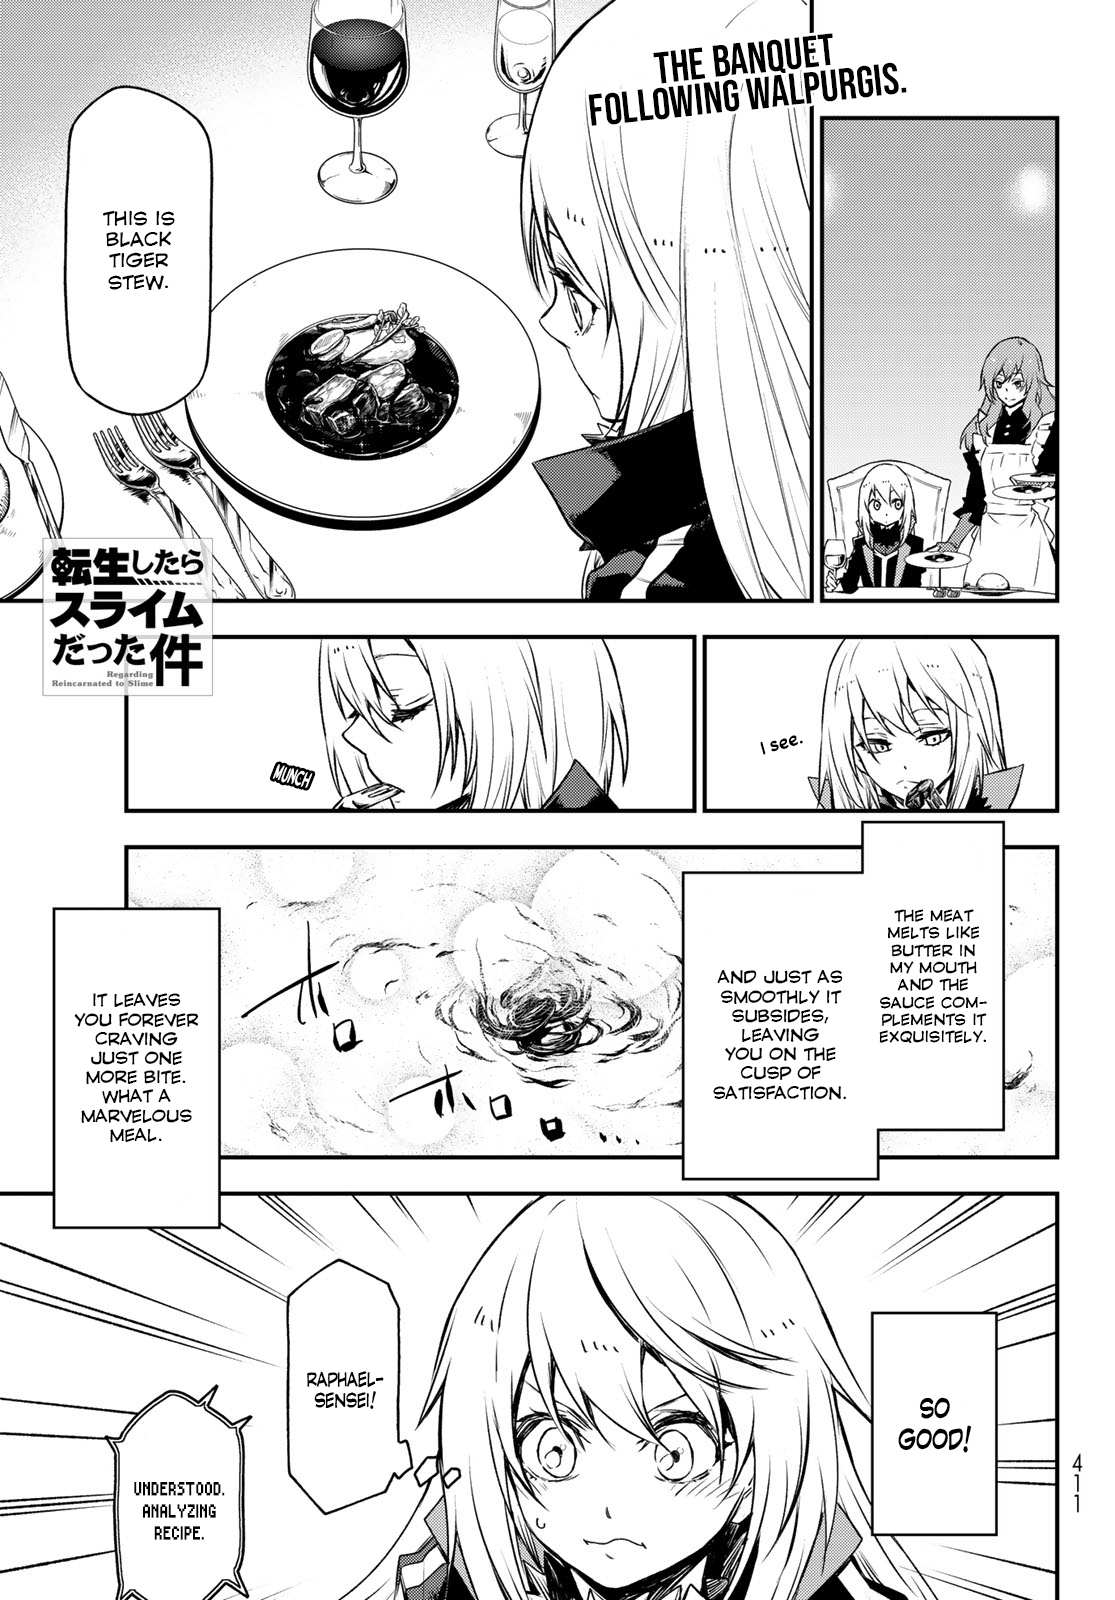 THE BANQUET
FOLLOWING WALPURGIS.
THIS IS
BLACK
TIGER
STEW.
転生したら
スライム
だった件
Regarding
Reincarnated to Slime
I see.
MUNCH
THE MEAT
MELTS LIKE
BUTTER IN
MY MOUTH
AND THE
SAUCE COM-
PLEMENTS IT
EXQUISITELY.
AND JUST AS
SMOOTHLY IT
SUBSIDES,
LEAVING
YOU ON THE
CUSP OF
SATISFACTION.
ホロ
ホロロ...
IT LEAVES
YOU FOREVER
CRAVING
JUST ONE
MORE BITE.
WHAT A
MARVELOUS
MEAL.
SO
GOOD!
RAPHAEL-
SENSEI!
UNDERSTOOD.
ANALYZING
RECIPE.
411